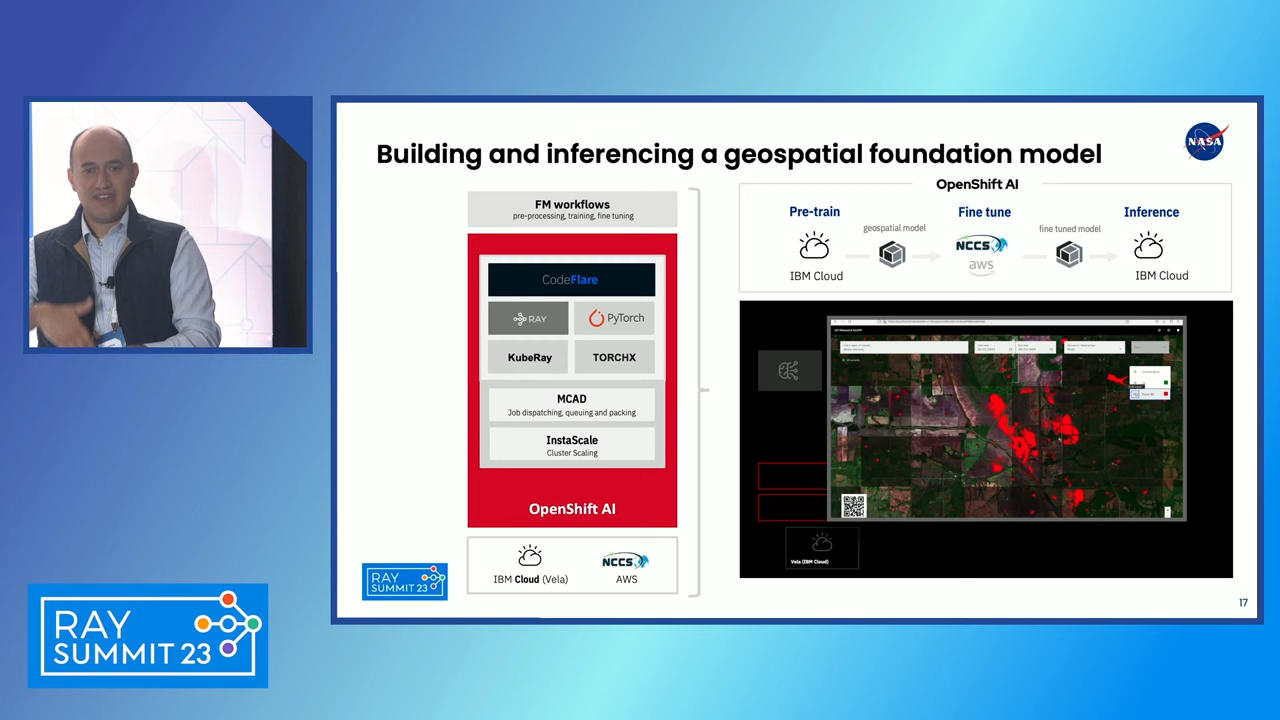 Building and inferencing a geospatial foundation model
NASA
FM workflows
pre-processing, training, fine tuning
CodeFlare
RAY
PyTorch
KubeRay
TORCHX
MCAD
Job dispatching, queuing and packing
InstaScale
Cluster Scaling
OpenShift AI
IBM Cloud (Vela)
NCCS
AWS
OpenShift AI
Pre-train
geospatial model
Fine tune
fine tuned model
Inference
IBM Cloud
NCCS
aws
IBM Cloud
Vela (IBM Cloud)
RAY
SUMMIT 23
17
RAY
SUMMIT 23